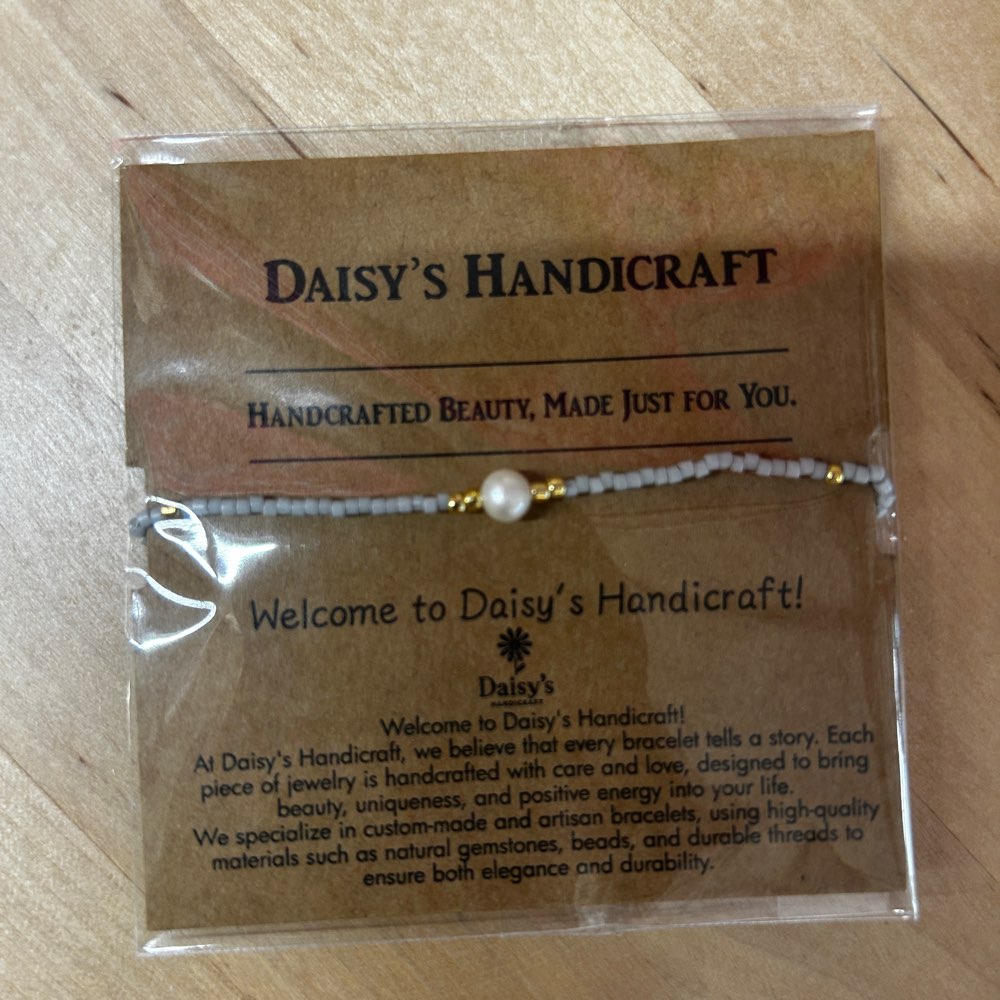 DAISY'S HANDICRAFT
HANDCRAFTED BEAUTY, MADE JUST FOR YOU.
Welcome to Daisy's Handicraft!
Daisy's
HANDICRAFT
Welcome to Daisy's Handicraft!
At Daisy's Handicraft, we believe that every bracelet tells a story. Each
piece of jewelry is handcrafted with care and love, designed to bring
beauty, uniqueness, and positive energy into your life.
We specialize in custom-made and artisan bracelets, using high-quality
materials such as natural gemstones, beads, and durable threads to
ensure both elegance and durability.